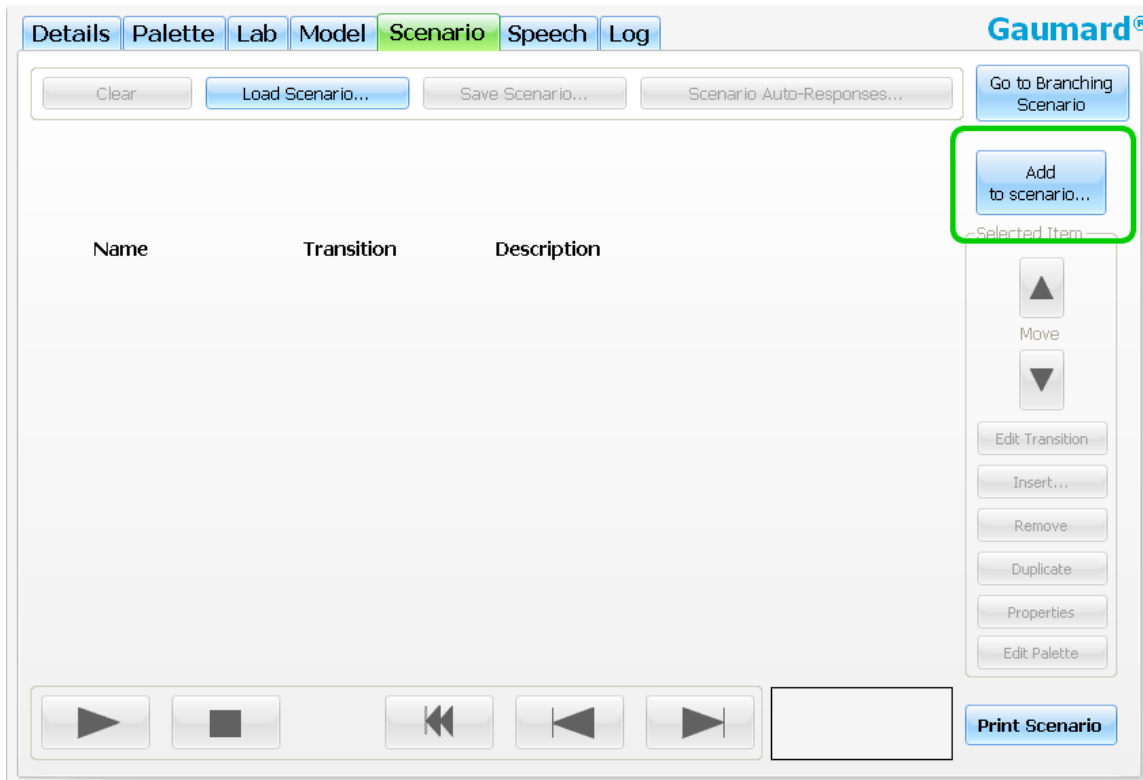 Details Palette Lab Model Scenario Speech Log Gaumard®
Clear Load Scenario... Save Scenario... Scenario Auto-Responses... Go to Branching
Scenario
Add
to scenario...
Selected Item
Name Transition Description
Move
Edit Transition
Insert...
Remove
Duplicate
Properties
Edit Palette
Print Scenario